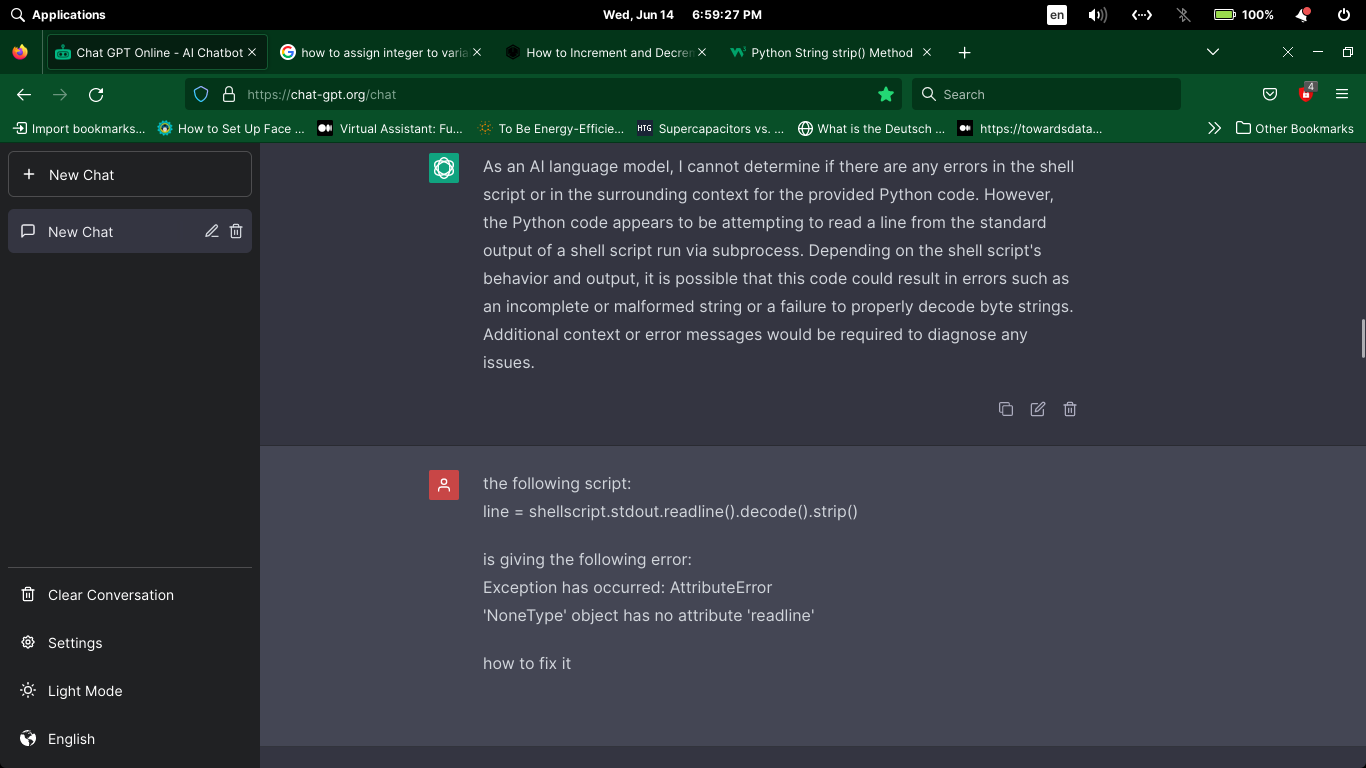 Applications
Wed, Jun 14 6:59:27 PM
en
100%
Chat GPT Online - AI Chatbot
how to assign integer to varia
How to Increment and Decren
Python String strip() Method
https://chat-gpt.org/chat
Search
4
Import bookmarks...
How to Set Up Face ...
Virtual Assistant: Fu...
To Be Energy-Efficie...
HTG
Supercapacitors vs. ...
What is the Deutsch ...
https://towardsdata...
Other Bookmarks
New Chat
New Chat
Clear Conversation
Settings
Light Mode
English
As an AI language model, I cannot determine if there are any errors in the shell
script or in the surrounding context for the provided Python code. However,
the Python code appears to be attempting to read a line from the standard
output of a shell script run via subprocess. Depending on the shell script's
behavior and output, it is possible that this code could result in errors such as
an incomplete or malformed string or a failure to properly decode byte strings.
Additional context or error messages would be required to diagnose any
issues.
the following script:
line = shellscript.stdout.readline().decode().strip()
is giving the following error:
Exception has occurred: AttributeError
'NoneType' object has no attribute 'readline'
how to fix it